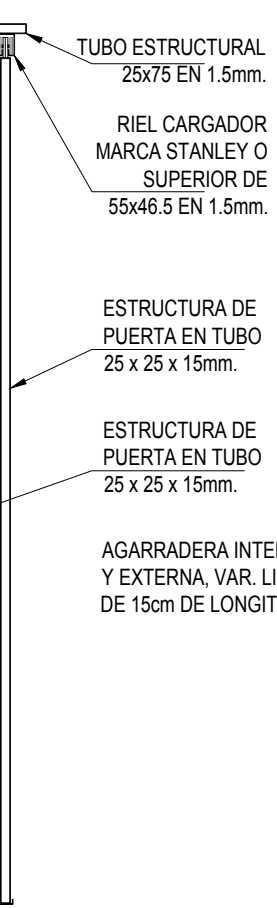 TUBO ESTRUCTURAL
25x75 EN 1.5mm.
RIEL CARGADOR
MARCA STANLEY O
SUPERIOR DE
55x46.5 EN 1.5mm.
ESTRUCTURA DE
PUERTA EN TUBO
25 x 25 x 15mm.
ESTRUCTURA DE
PUERTA EN TUBO
25 x 25 x 15mm.
AGARRADERA
Y EXTERNA, VAR.
DE 15cm DE